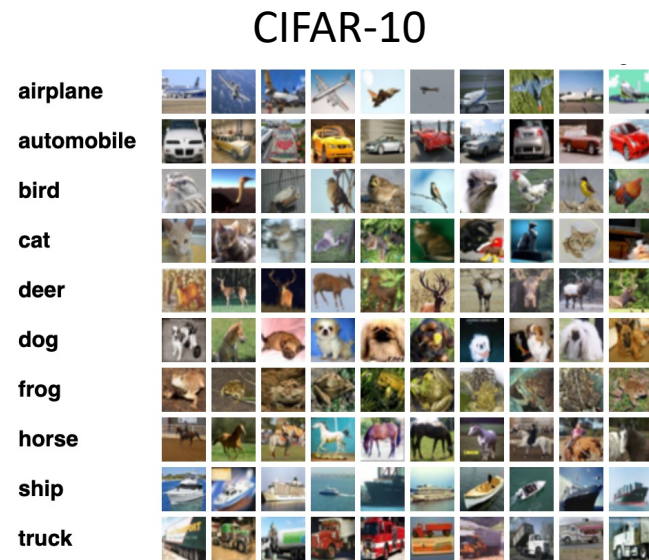 CIFAR-10
airplane
automobile
bird
cat
deer
dog
frog
horse
ship
truck